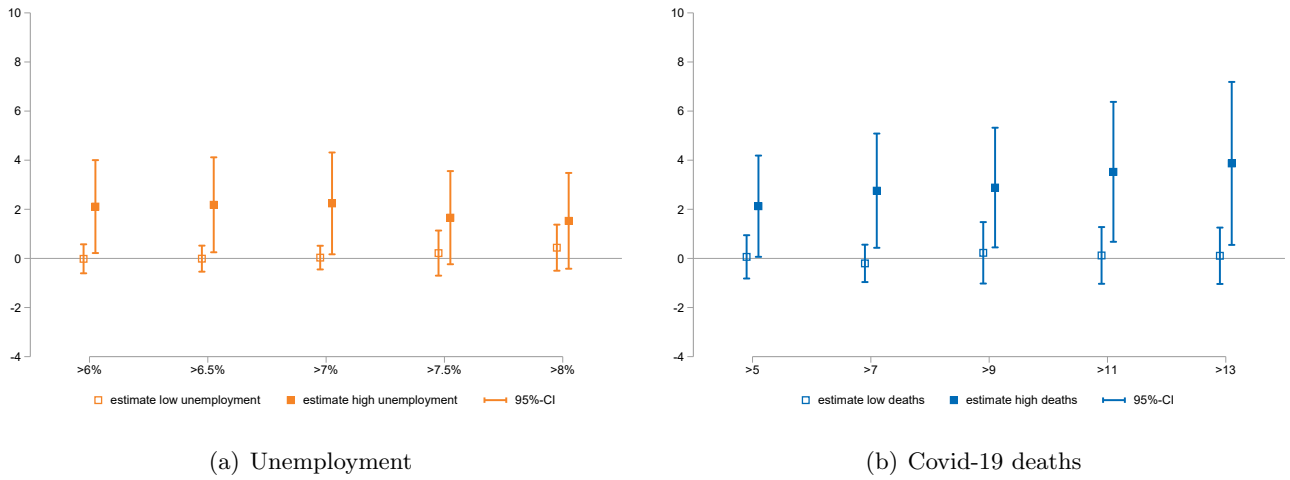 10
8
6
4
2
0
-2
-4
>6% >6.5% >7% >7.5% >8%
estimate low unemployment estimate high unemployment 95%-CI
(a) Unemployment
10
8
6
4
2
0
-2
-4
>5 >7 >9 >11 >13
estimate low deaths estimate high deaths 95%-CI
(b) Covid-19 deaths